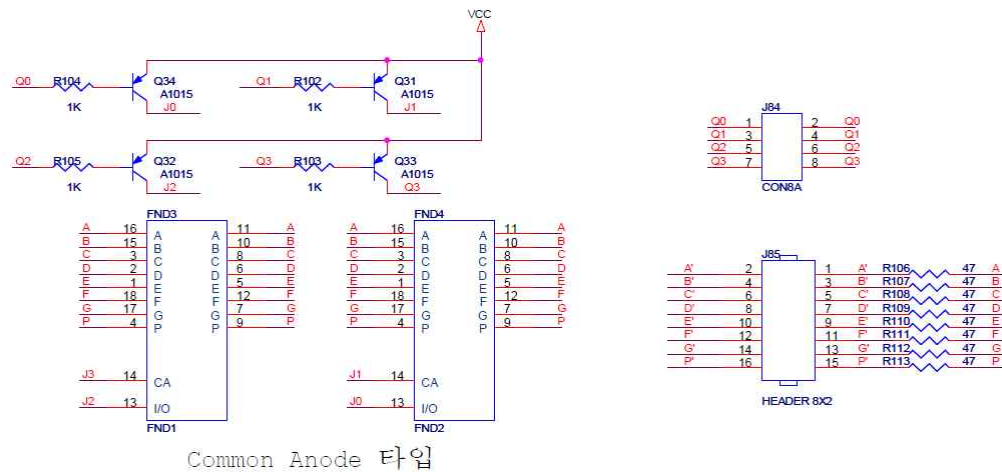 VCC
Q0 R104 1K Q34 A1015 J0
Q1 R102 1K Q31 A1015 J1
Q2 R105 1K Q32 A1015 J2
Q3 R103 1K Q33 A1015 Q3
J84
Q0 1 2 Q0
Q1 3 4 Q1
Q2 5 6 Q2
Q3 7 8 Q3
CON8A
FND3
A 16 A A 11 A
B 15 B B 10 B
C 3 C C 8 C
D 2 D D 6 D
E 1 E E 5 E
F 18 F F 12 F
G 17 G G 7 G
P 4 P P 9 P
J3 14 CA
J2 13 I/O
FND1
FND4
A 16 A A 11 A
B 15 B B 10 B
C 3 C C 8 C
D 2 D D 6 D
E 1 E E 5 E
F 18 F F 12 F
G 17 G G 7 G
P 4 P P 9 P
J1 14 CA
J0 13 I/O
FND2
J85
A' 2 1 A' R106 47 A
B' 4 3 B' R107 47 B
C' 6 5 C' R108 47 C
D' 8 7 D' R109 47 D
E' 10 9 E' R110 47 E
F' 12 11 F' R111 47 F
G' 14 13 G' R112 47 G
P' 16 15 P' R113 47 P
HEADER 8X2
Common Anode 타입